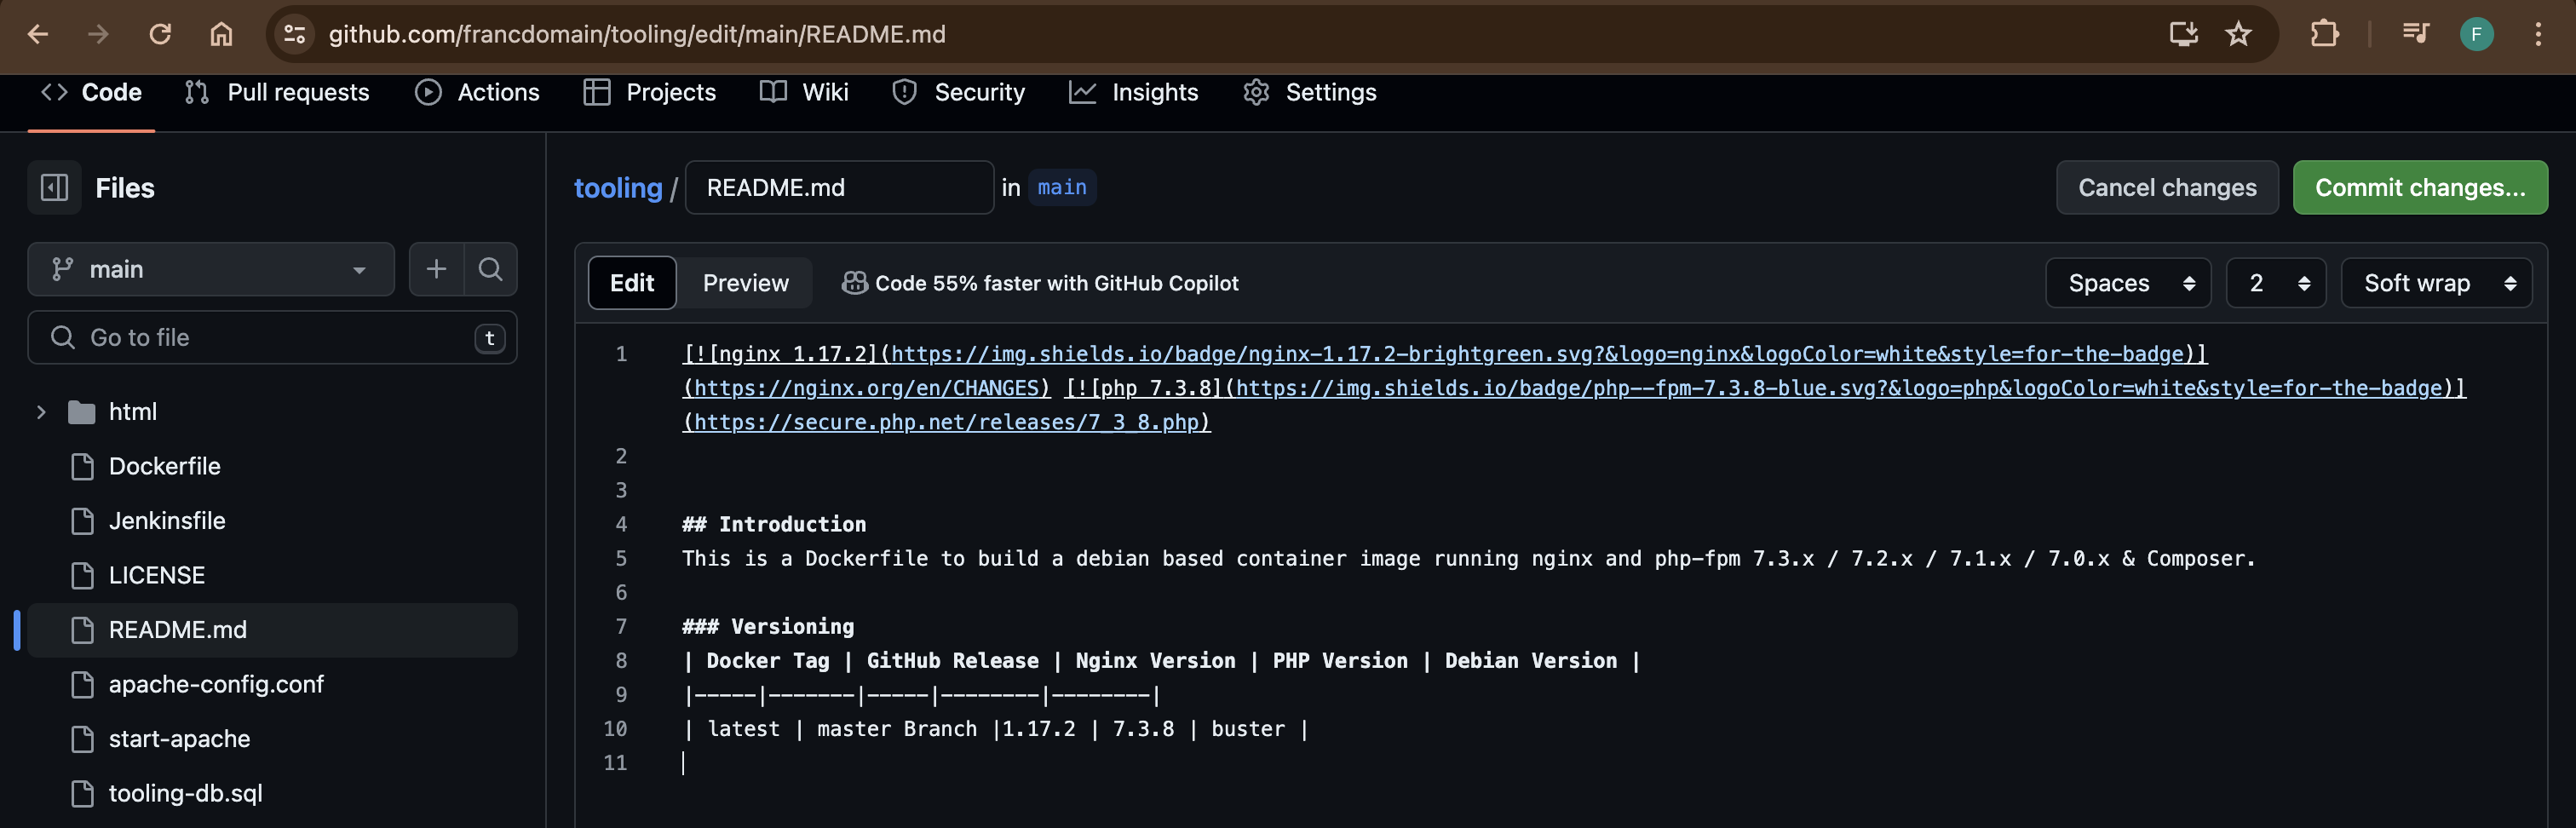 github.com/francdomain/tooling/edit/main/README.md
F
Code Pull requests Actions Projects Wiki Security Insights Settings
Files
main
Go to file t
html
Dockerfile
Jenkinsfile
LICENSE
README.md
apache-config.conf
start-apache
tooling-db.sql
tooling / README.md in main
Cancel changes Commit changes...
Edit Preview Code 55% faster with GitHub Copilot Spaces 2 Soft wrap
1 [![nginx 1.17.2](https://img.shields.io/badge/nginx-1.17.2-brightgreen.svg?&logo=nginx&logoColor=white&style=for-the-badge)]
(https://nginx.org/en/CHANGES) [![php 7.3.8](https://img.shields.io/badge/php--fpm-7.3.8-blue.svg?&logo=php&logoColor=white&style=for-the-badge)]
(https://secure.php.net/releases/7_3_8.php)
2
3
4 ## Introduction
5 This is a Dockerfile to build a debian based container image running nginx and php-fpm 7.3.x / 7.2.x / 7.1.x / 7.0.x & Composer.
6
7 ### Versioning
8 | Docker Tag | GitHub Release | Nginx Version | PHP Version | Debian Version |
9 |-----|-------|-----|--------|--------|
10 | latest | master Branch |1.17.2 | 7.3.8 | buster |
11